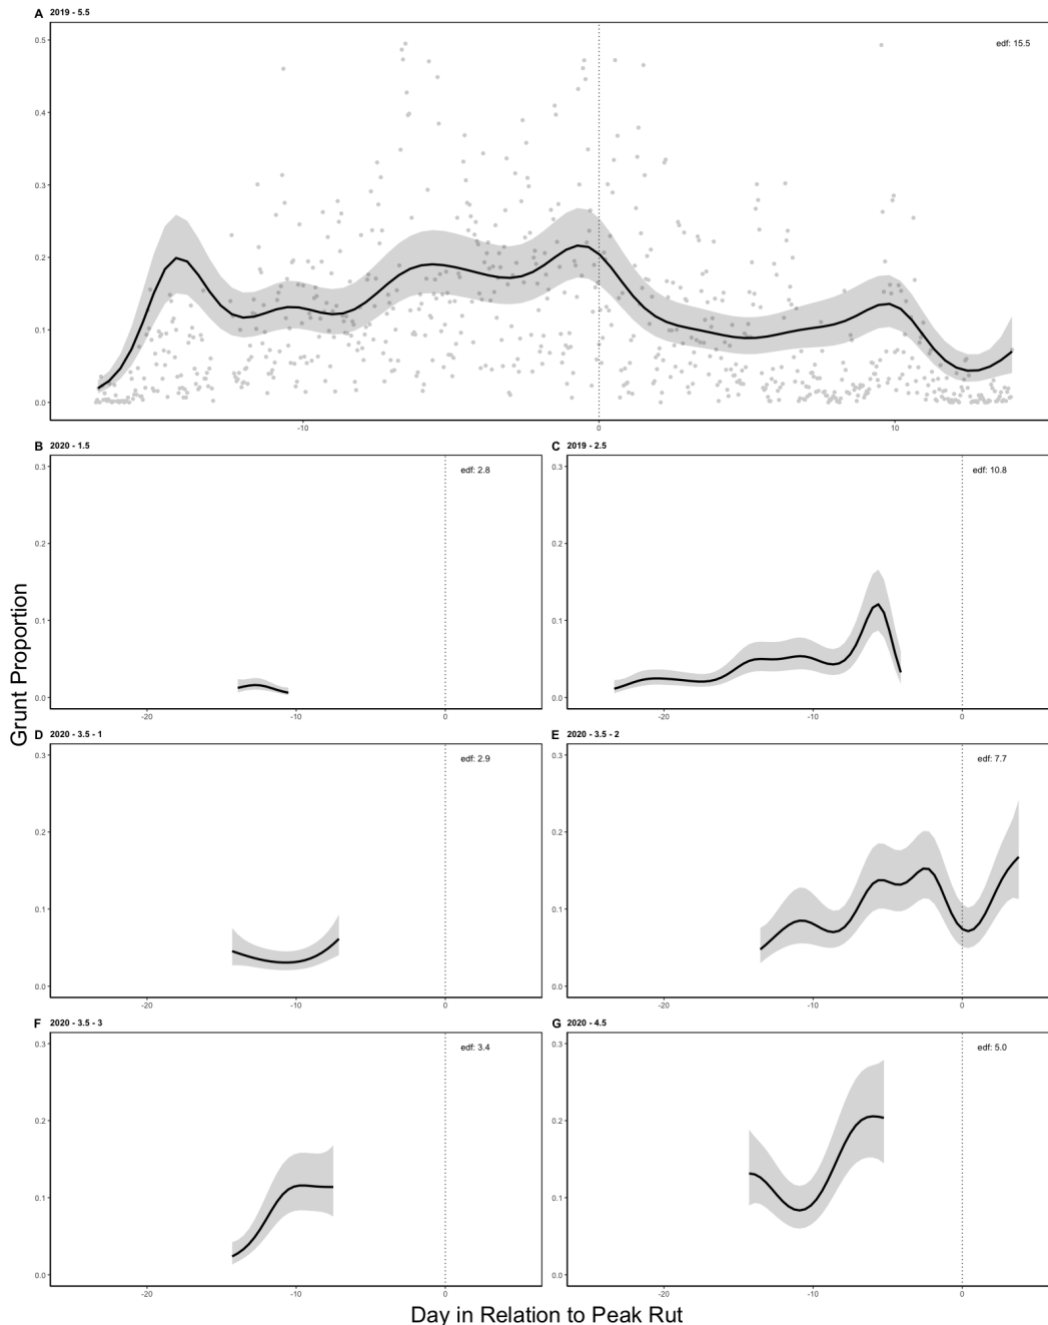 A 2019 - 5.5
edf: 15.5
0.5
0.4
0.3
0.2
0.1
0.0
-10 0 10
B 2020 - 1.5
edf: 2.8
0.3
0.2
0.1
0.0
-20 -10 0
C 2019 - 2.5
edf: 10.8
0.3
0.2
0.1
0.0
-20 -10 0
Grunt Proportion
D 2020 - 3.5 - 1
edf: 2.9
0.3
0.2
0.1
0.0
-20 -10 0
E 2020 - 3.5 - 2
edf: 7.7
0.3
0.2
0.1
0.0
-20 -10 0
F 2020 - 3.5 - 3
edf: 3.4
0.3
0.2
0.1
0.0
-20 -10 0
G 2020 - 4.5
edf: 5.0
0.3
0.2
0.1
0.0
-20 -10 0
Day in Relation to Peak Rut